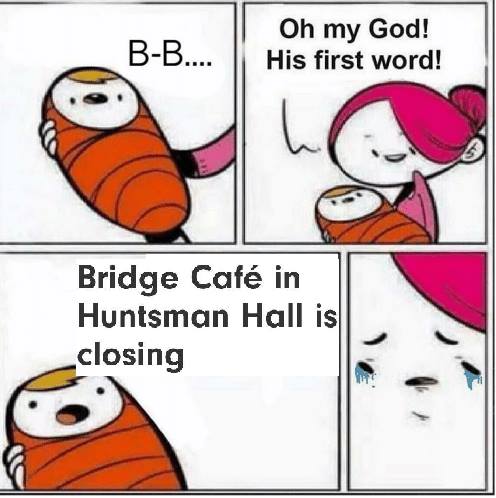 B-B....
Oh my God!
His first word!
Bridge Café in
Huntsman Hall is
closing